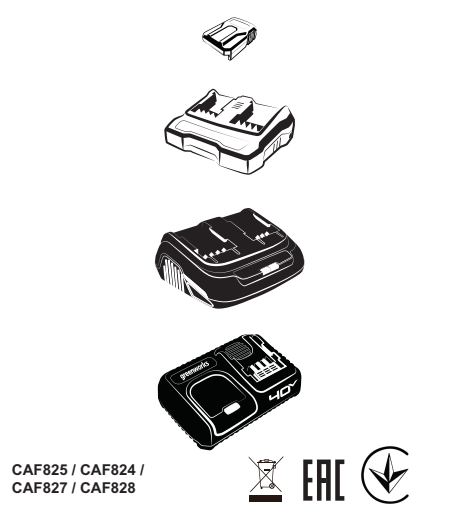 greenworks
40V
CAF825 / CAF824 /
CAF827 / CAF828
EAC